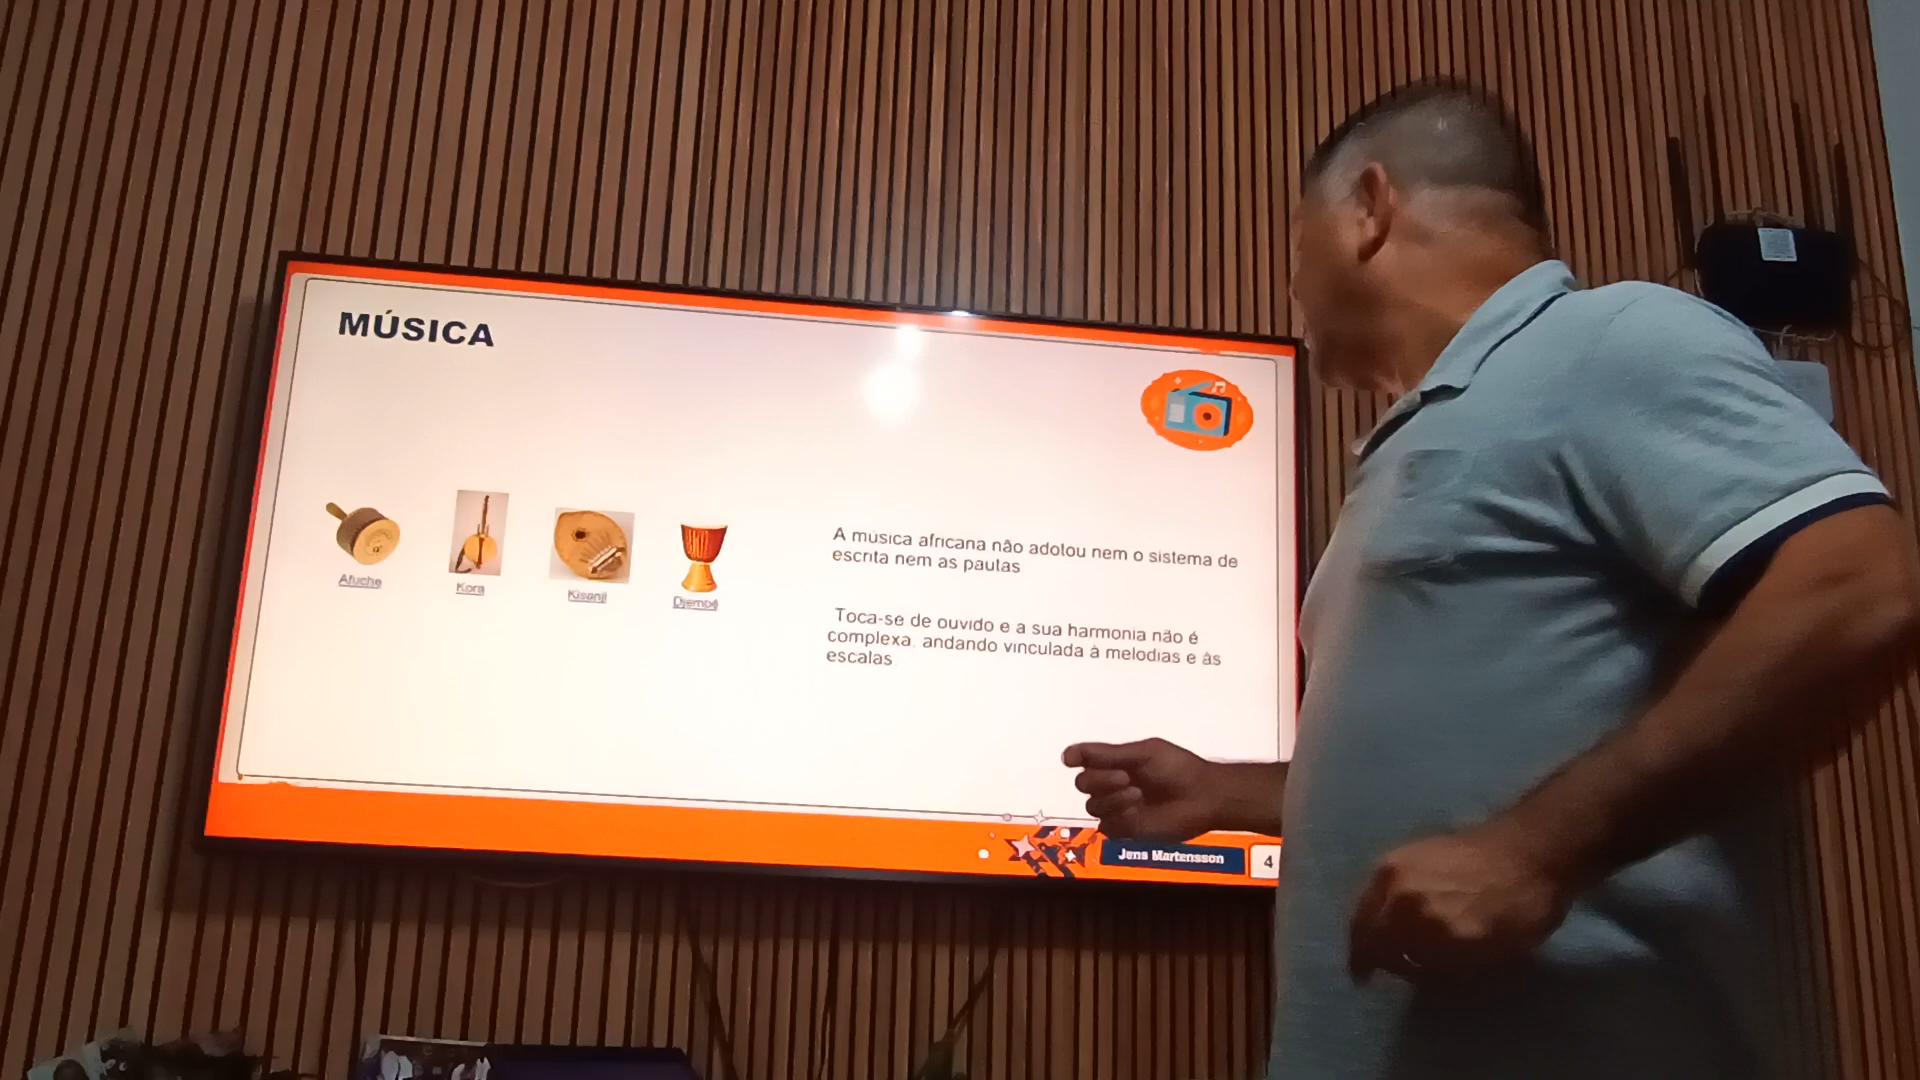 MÚSICA
Afuche
Kora
Kisanji
Djembê
A música africana não adotou nem o sistema de
escrita nem as pautas
Toca-se de ouvido e a sua harmonia não é
complexa, andando vinculada à melodias e às
escalas
Jens Martensson
4